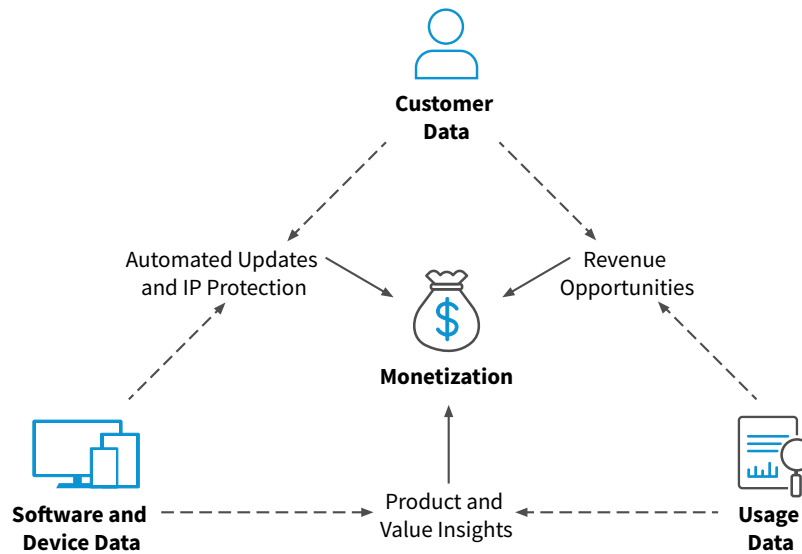 Customer
Data
Automated Updates
and IP Protection
Revenue
Opportunities
$
Monetization
Software and
Device Data
Product and
Value Insights
Usage
Data